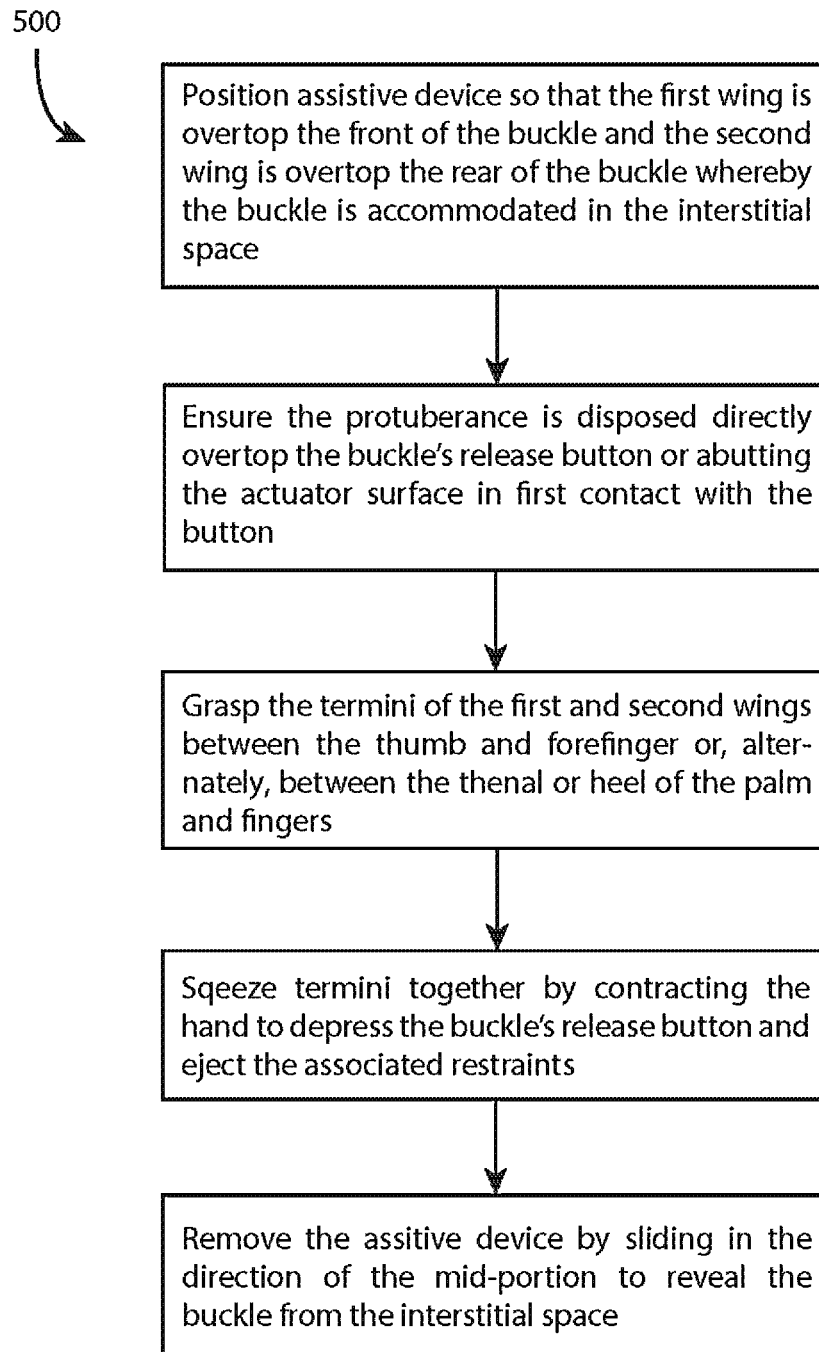 500
Position assistive device so that the first wing is
overtop the front of the buckle and the second
wing is overtop the rear of the buckle whereby
the buckle is accommodated in the interstitial
space
Ensure the protuberance is disposed directly
overtop the buckle's release button or abutting
the actuator surface in first contact with the
button
Grasp the termini of the first and second wings
between the thumb and forefinger or, alter-
nately, between the thenal or heel of the palm
and fingers
Sqeeze termini together by contracting the
hand to depress the buckle's release button and
eject the associated restraints
Remove the assitive device by sliding in the
direction of the mid-portion to reveal the
buckle from the interstitial space